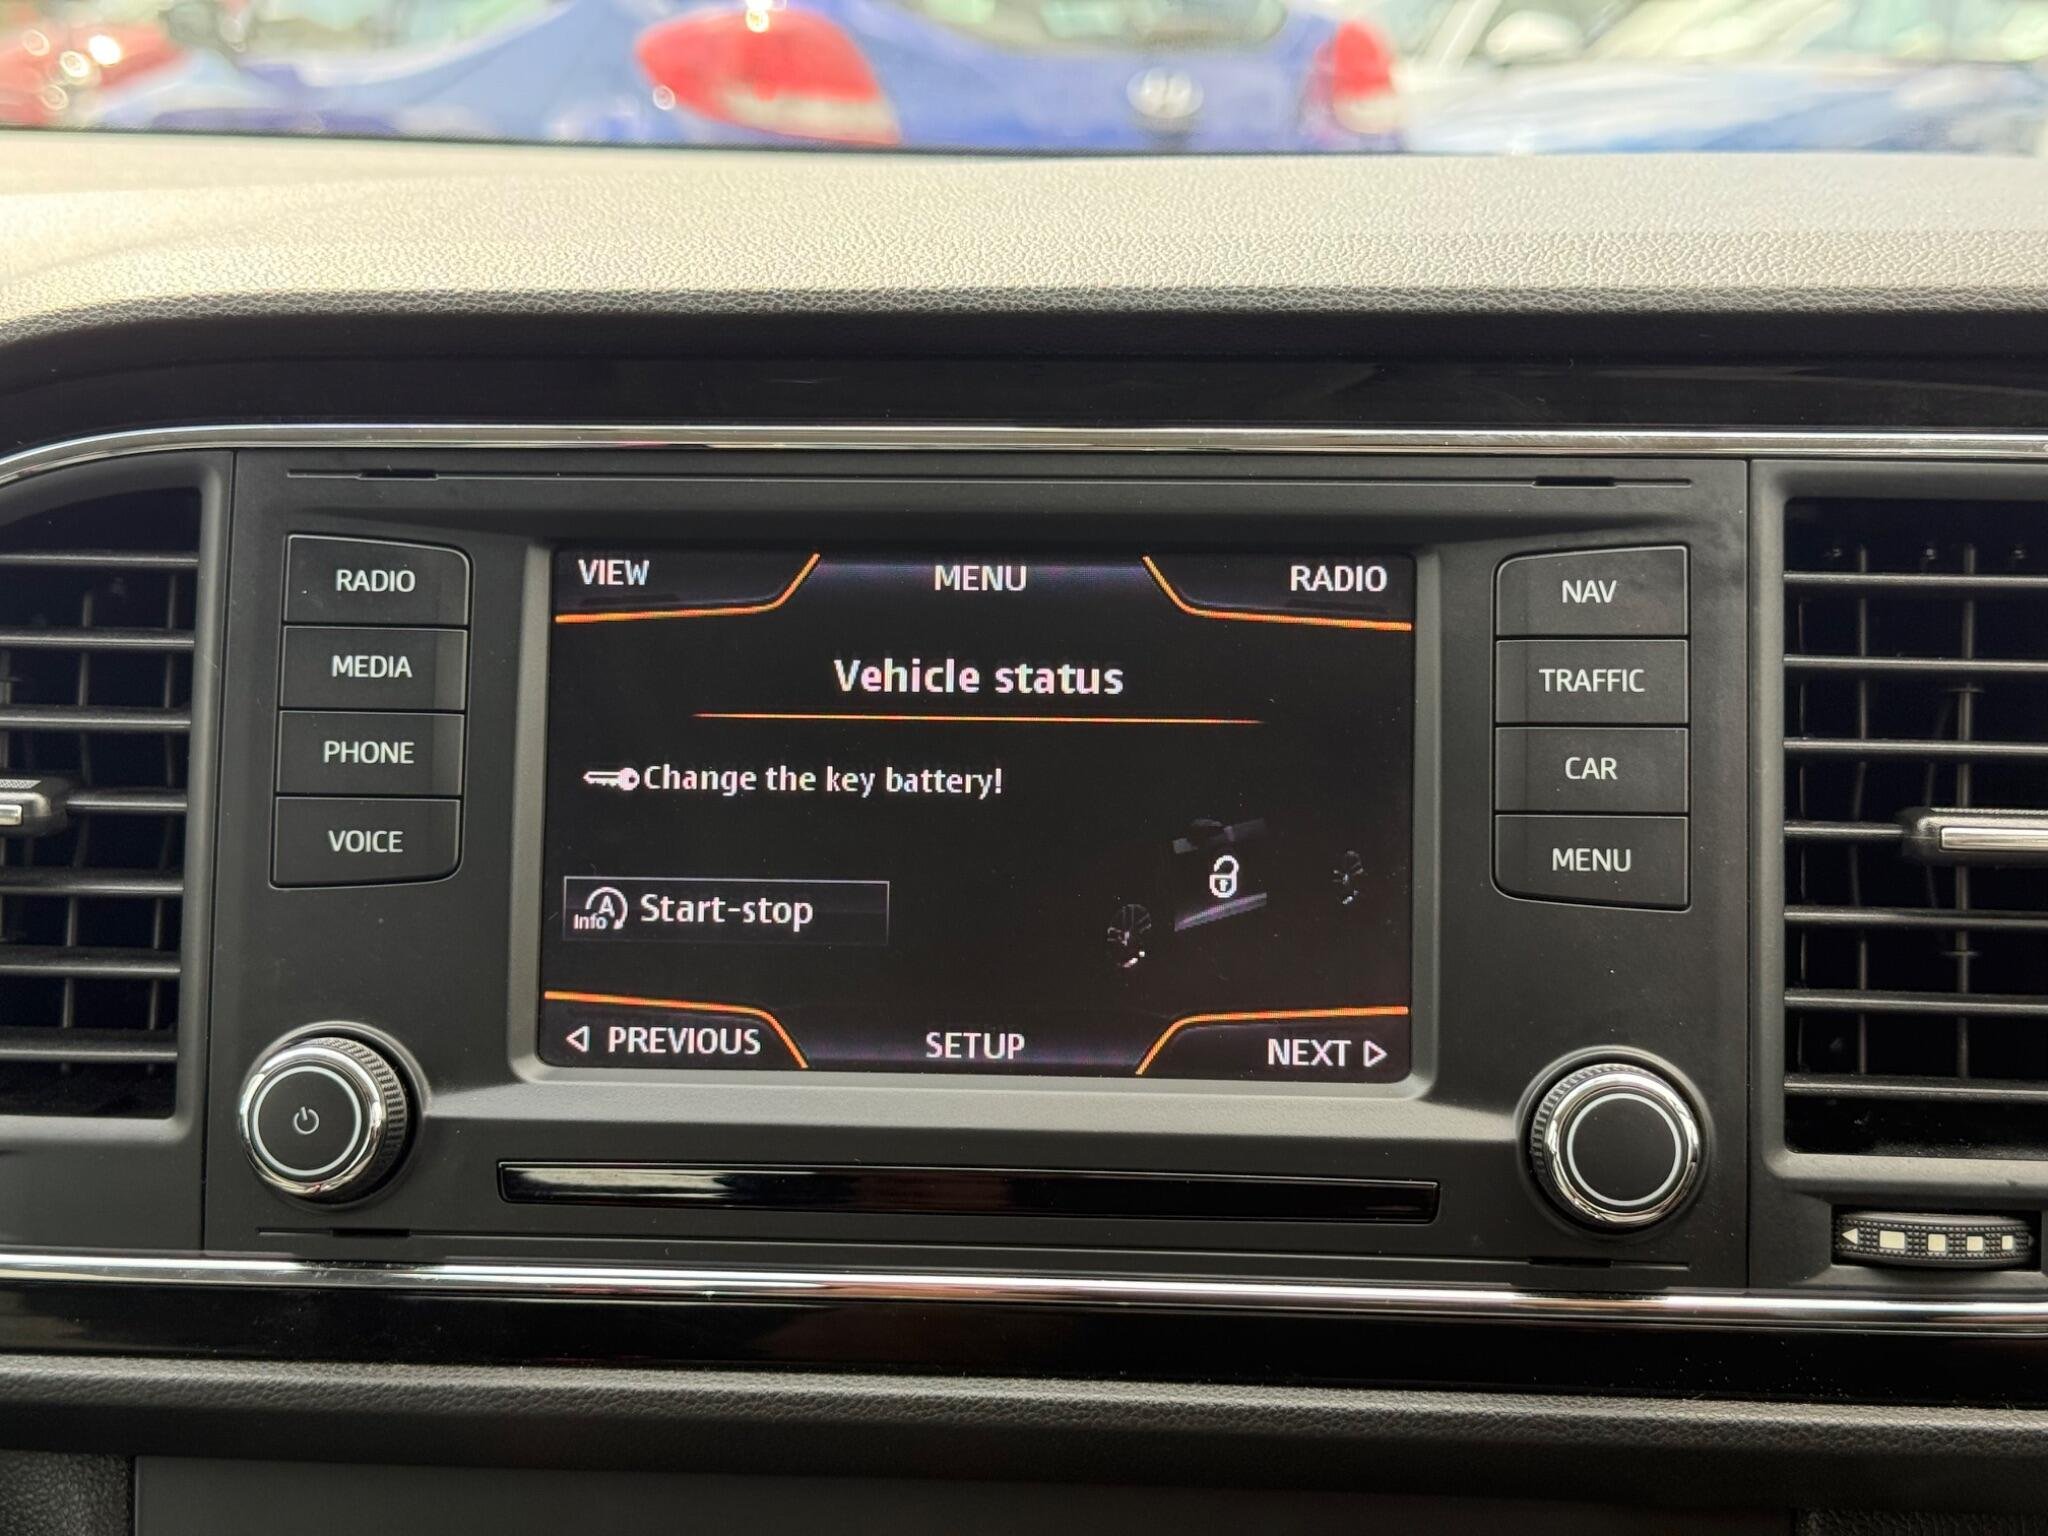 RADIO
MEDIA
PHONE
VOICE
VIEW
MENU
RADIO
Vehicle status
Change the key battery!
A
Info
Start-stop
PREVIOUS
SETUP
NEXT
NAV
TRAFFIC
CAR
MENU